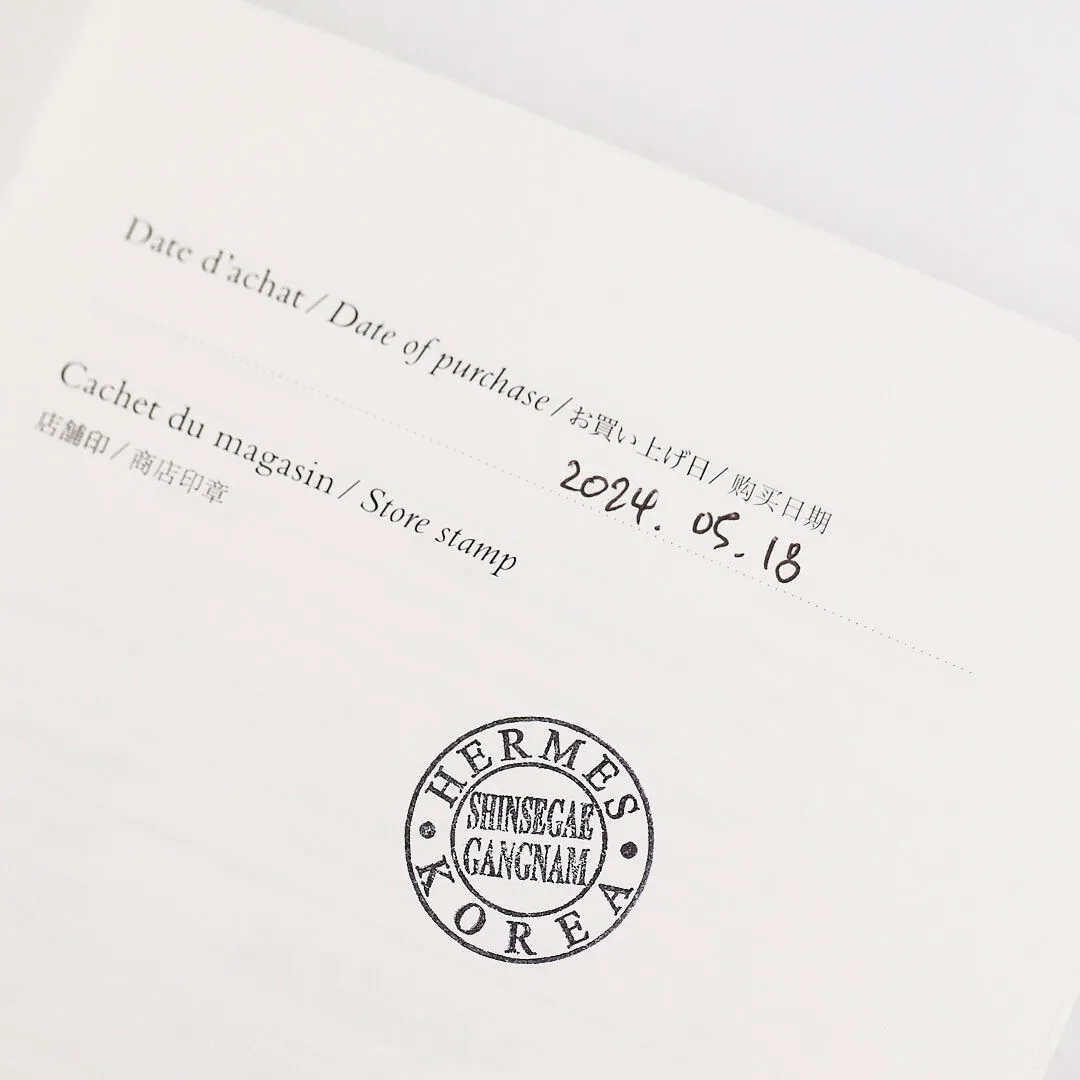 Date d'achat / Date of purchase / お買い上げ日 / 购买日期
2024. 05. 18
Cachet du magasin / Store stamp
店舗印 / 商店印章
HERMES
SHINSEGAE
GANGNAM
KOREA